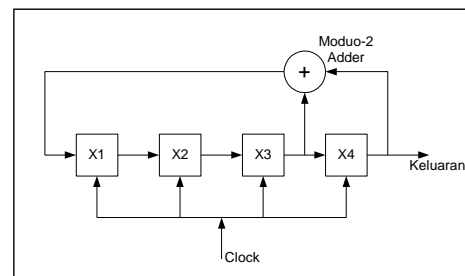 Moduo-2
Adder
+
X1
X2
X3
X4
Keluaran
Clock